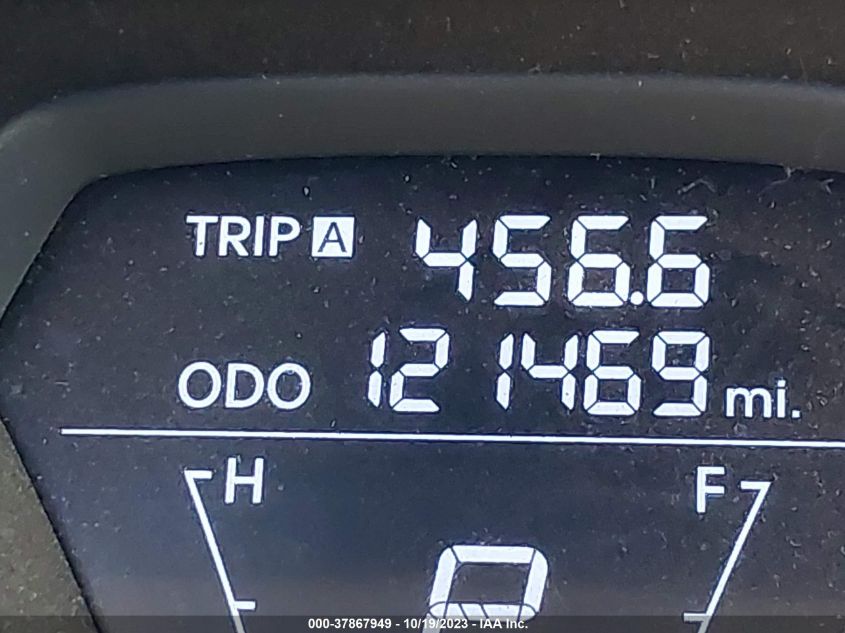 TRIP A 456.6
ODO 121469 mi.
H F
P
000-37867949 - 10/19/2023 - IAA Inc.